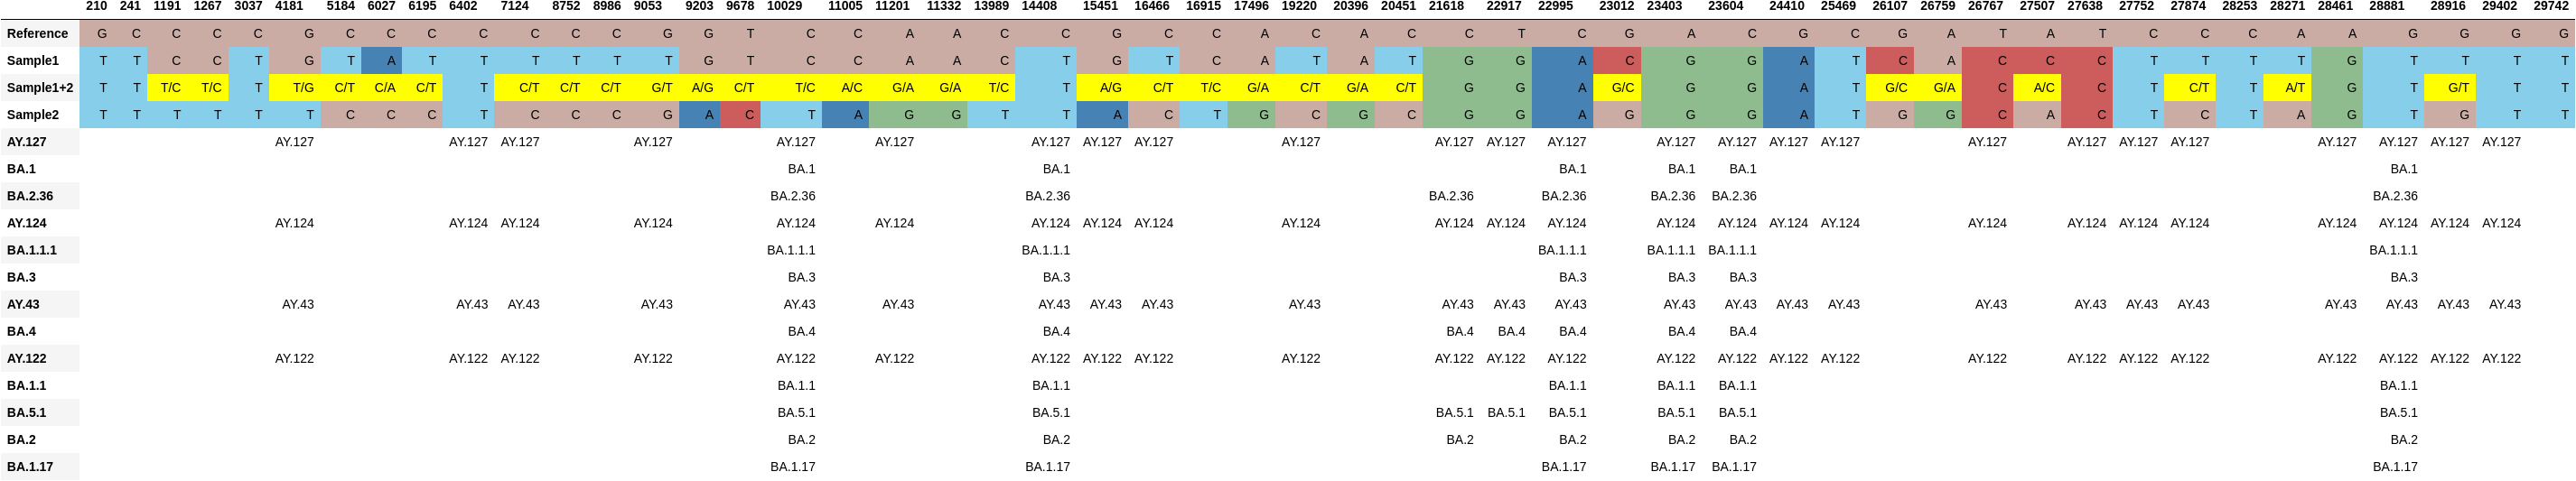 210 241 1191 1267 3037 4181 5184 6027 6195 6402 7124 8752 8986 9053 9203 9678 10029 11005 11201 11332 13989 14408 15451 16466 16915 17496 19220 20396 20451 21618 22917 22995 23012 23403 23604 24410 25469 26107 26759 26767 27507 27638 27752 27874 28253 28271 28461 28881 28916 29402 29742
Reference G C C C C G C C C C C C C G G T C C A A C C G C C A C A C C T C G A C G C G A T A T C C C A A G G G G
Sample1 T T C C T G T A T T T T T T G T C C A A C T G T C A T A T G G A C G G A T C A C C C T T T T G T T T T
Sample1+2 T T T/C T/C T T/G C/T C/A C/T T C/T C/T C/T G/T A/G C/T T/C A/C G/A G/A T/C T A/G C/T T/C G/A C/T G/A C/T G G A G/C G G A T G/C G/A C A/C C T C/T T A/T G T G/T T T
Sample2 T T T T T T C C C T C C C G A C T A G G T T A C T G C G C G G A G G G A T G G C A C T C T A G T G T T
AY.127 AY.127 AY.127 AY.127 AY.127 AY.127 AY.127 AY.127 AY.127 AY.127 AY.127 AY.127 AY.127 AY.127 AY.127 AY.127 AY.127 AY.127 AY.127 AY.127 AY.127 AY.127 AY.127 AY.127 AY.127 AY.127
BA.1 BA.1 BA.1 BA.1 BA.1 BA.1 BA.1
BA.2.36 BA.2.36 BA.2.36 BA.2.36 BA.2.36 BA.2.36 BA.2.36 BA.2.36
AY.124 AY.124 AY.124 AY.124 AY.124 AY.124 AY.124 AY.124 AY.124 AY.124 AY.124 AY.124 AY.124 AY.124 AY.124 AY.124 AY.124 AY.124 AY.124 AY.124 AY.124 AY.124 AY.124 AY.124 AY.124 AY.124
BA.1.1.1 BA.1.1.1 BA.1.1.1 BA.1.1.1 BA.1.1.1 BA.1.1.1 BA.1.1.1
BA.3 BA.3 BA.3 BA.3 BA.3 BA.3 BA.3
AY.43 AY.43 AY.43 AY.43 AY.43 AY.43 AY.43 AY.43 AY.43 AY.43 AY.43 AY.43 AY.43 AY.43 AY.43 AY.43 AY.43 AY.43 AY.43 AY.43 AY.43 AY.43 AY.43 AY.43 AY.43 AY.43
BA.4 BA.4 BA.4 BA.4 BA.4 BA.4 BA.4 BA.4
AY.122 AY.122 AY.122 AY.122 AY.122 AY.122 AY.122 AY.122 AY.122 AY.122 AY.122 AY.122 AY.122 AY.122 AY.122 AY.122 AY.122 AY.122 AY.122 AY.122 AY.122 AY.122 AY.122 AY.122 AY.122 AY.122
BA.1.1 BA.1.1 BA.1.1 BA.1.1 BA.1.1 BA.1.1 BA.1.1
BA.5.1 BA.5.1 BA.5.1 BA.5.1 BA.5.1 BA.5.1 BA.5.1 BA.5.1 BA.5.1
BA.2 BA.2 BA.2 BA.2 BA.2 BA.2 BA.2 BA.2
BA.1.17 BA.1.17 BA.1.17 BA.1.17 BA.1.17 BA.1.17 BA.1.17